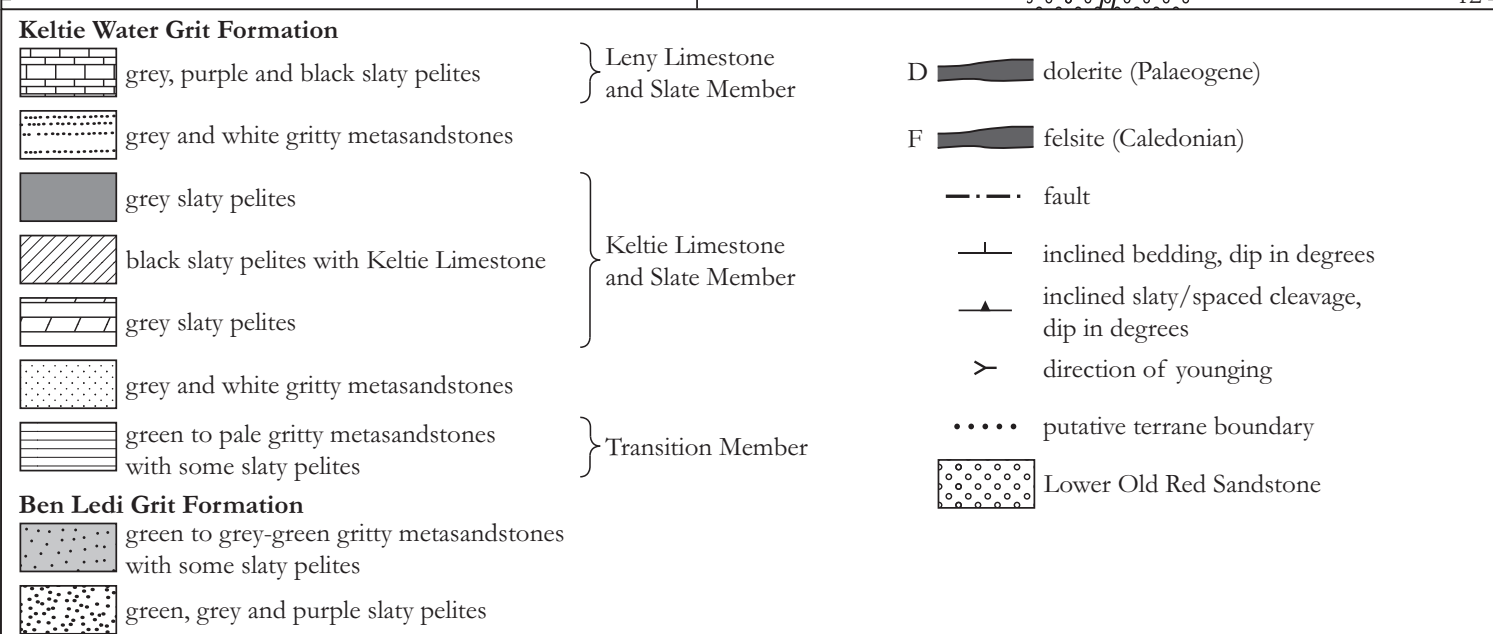 Keltie Water Grit Formation
grey, purple and black slaty pelites
Leny Limestone
and Slate Member
grey and white gritty metasandstones
grey slaty pelites
black slaty pelites with Keltie Limestone
Keltie Limestone
and Slate Member
grey slaty pelites
grey and white gritty metasandstones
green to pale gritty metasandstones
with some slaty pelites
Transition Member
Ben Ledi Grit Formation
green to grey-green gritty metasandstones
with some slaty pelites
green, grey and purple slaty pelites
D dolerite (Palaeogene)
F felsite (Caledonian)
fault
inclined bedding, dip in degrees
inclined slaty/spaced cleavage,
dip in degrees
direction of younging
putative terrane boundary
Lower Old Red Sandstone